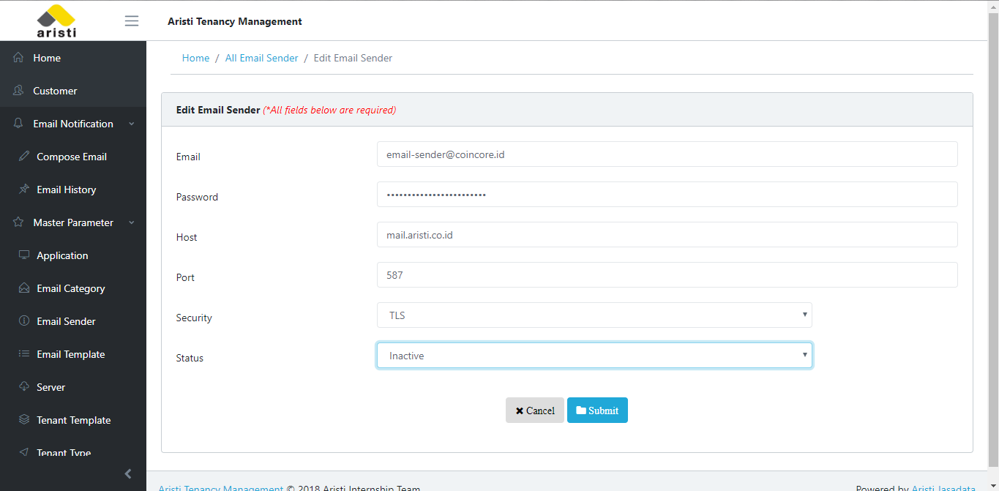 aristi
Aristi Tenancy Management
Home
Customer
Email Notification
Compose Email
Email History
Master Parameter
Application
Email Category
Email Sender
Email Template
Server
Tenant Template
Tenant Type
Home / All Email Sender / Edit Email Sender
Edit Email Sender (*All fields below are required)
Email email-sender@coincore.id
Password ••••••••••••••••••••••••
Host mail.aristi.co.id
Port 587
Security TLS
Status Inactive
Cancel Submit
Aristi Tenancy Management © 2018 Aristi Internship Team. Powered by Aristi Jasadata